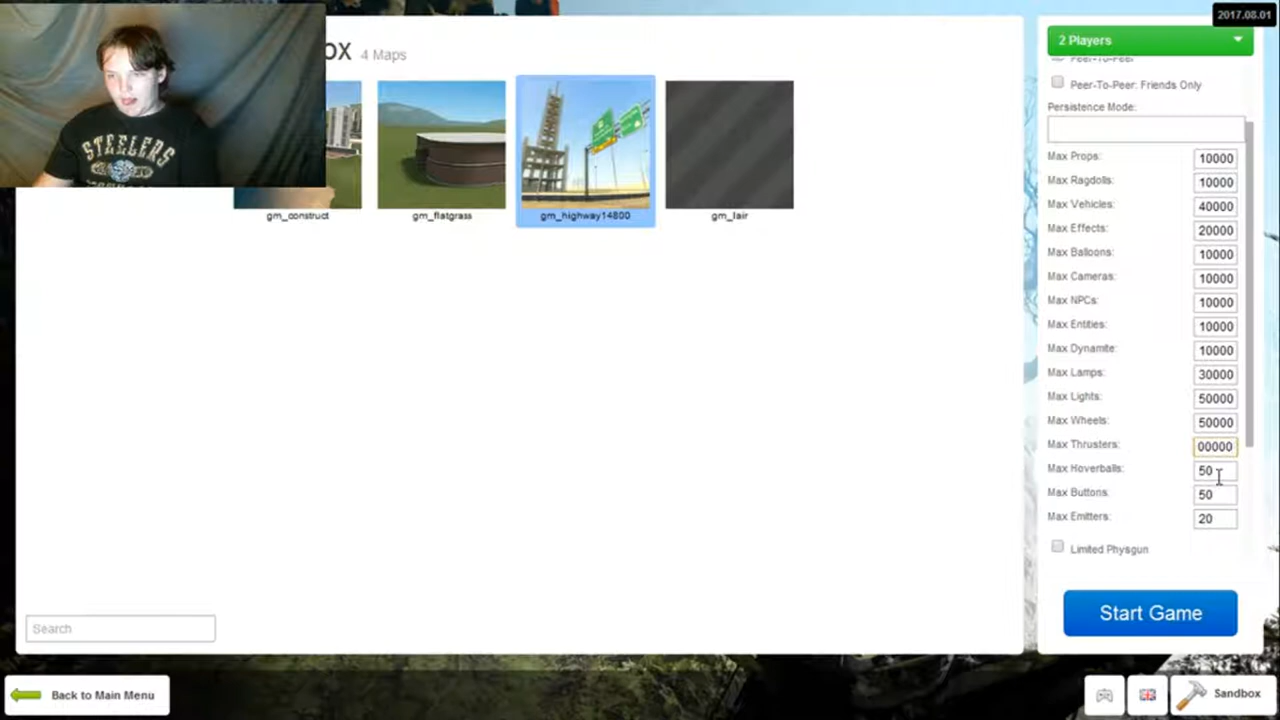 2017.08.01
2 Players
OX 4 Maps
Peer-To-Peer
Peer-To-Peer: Friends Only
Persistence Mode:
STEELERS
gm_construct
gm_flatgrass
gm_highway14800
gm_lair
Max Props: 10000
Max Ragdolls: 10000
Max Vehicles: 40000
Max Effects: 20000
Max Balloons: 10000
Max Cameras: 10000
Max NPCs: 10000
Max Entities: 10000
Max Dynamite: 10000
Max Lamps: 30000
Max Lights: 50000
Max Wheels: 50000
Max Thrusters: 00000
Max Hoverballs: 50
Max Buttons: 50
Max Emitters: 20
Limited Physgun
Start Game
Search
Back to Main Menu
Sandbox